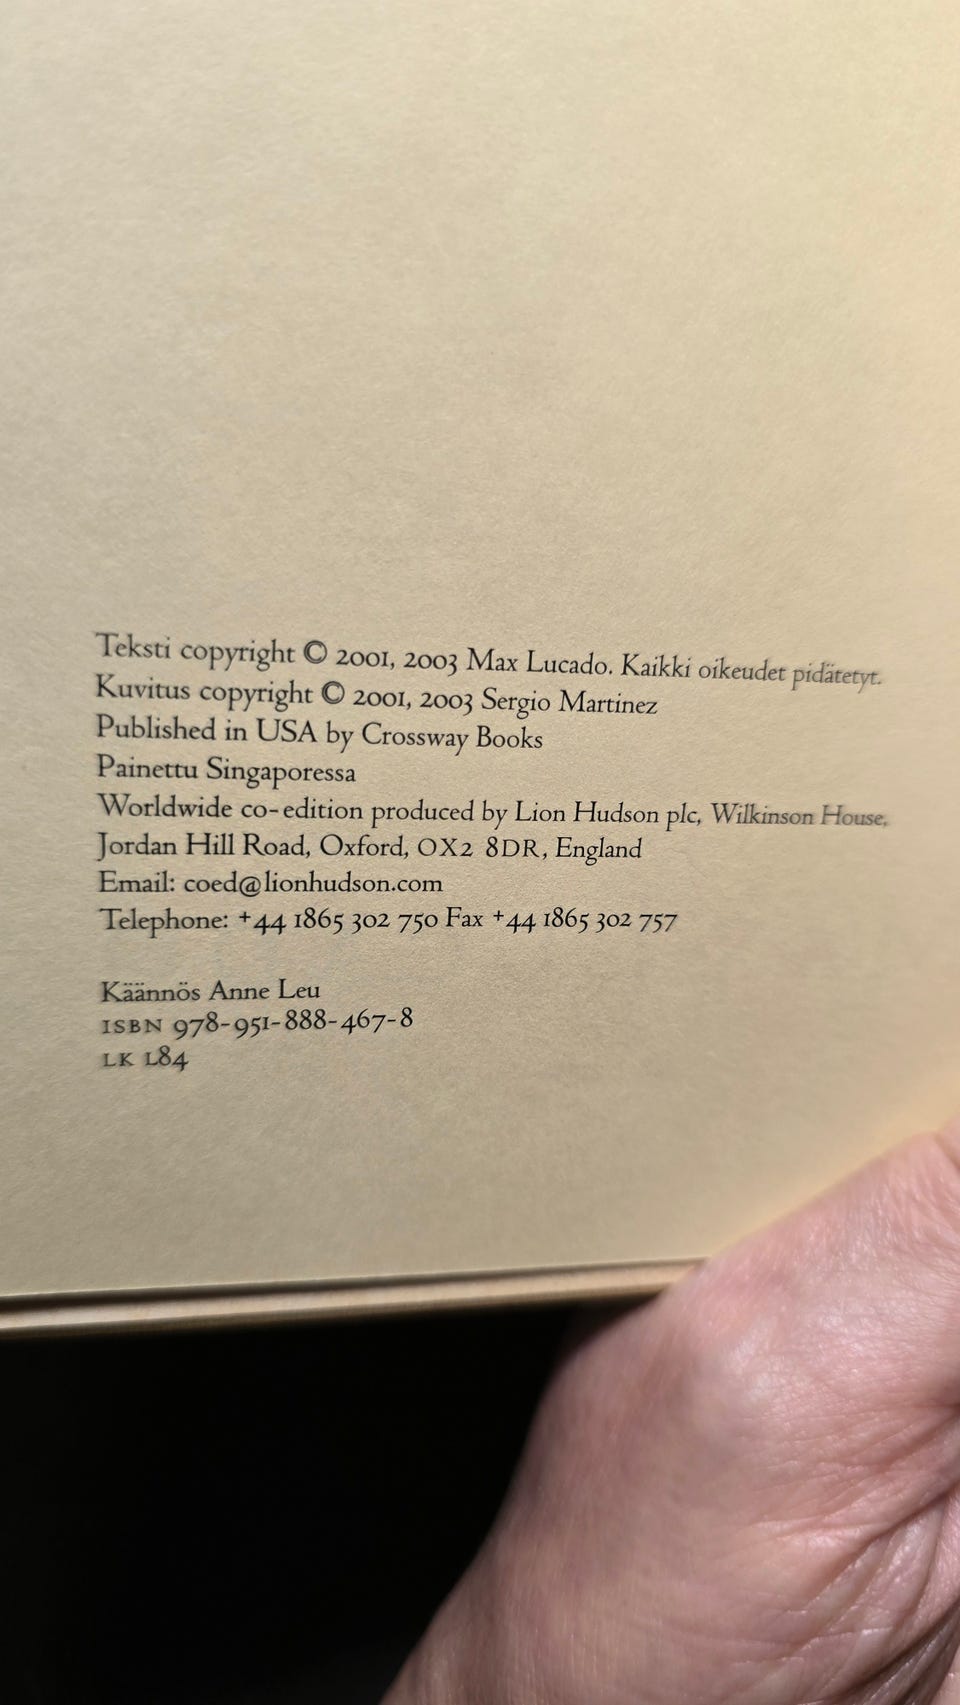 Teksti copyright © 2001, 2003 Max Lucado. Kaikki oikeudet pidätetyt.
Kuvitus copyright © 2001, 2003 Sergio Martinez
Published in USA by Crossway Books
Painettu Singaporessa
Worldwide co-edition produced by Lion Hudson plc, Wilkinson House,
Jordan Hill Road, Oxford, OX2 8DR, England
Email: coed@lionhudson.com
Telephone: +44 1865 302 750 Fax +44 1865 302 757
Käännös Anne Leu
ISBN 978-951-888-467-8
LK L84